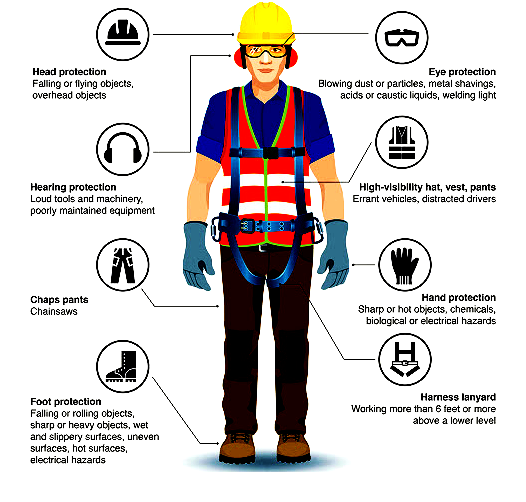 Head protection
Falling or flying objects,
overhead objects
Eye protection
Blowing dust or particles, metal shavings,
acids or caustic liquids, welding light
Hearing protection
Loud tools and machinery,
poorly maintained equipment
High-visibility hat, vest, pants
Errant vehicles, distracted drivers
Chaps pants
Chainsaws
Hand protection
Sharp or hot objects, chemicals,
biological or electrical hazards
Foot protection
Falling or rolling objects,
sharp or heavy objects, wet
and slippery surfaces, uneven
surfaces, hot surfaces,
electrical hazards
Harness lanyard
Working more than 6 feet or more
above a lower level